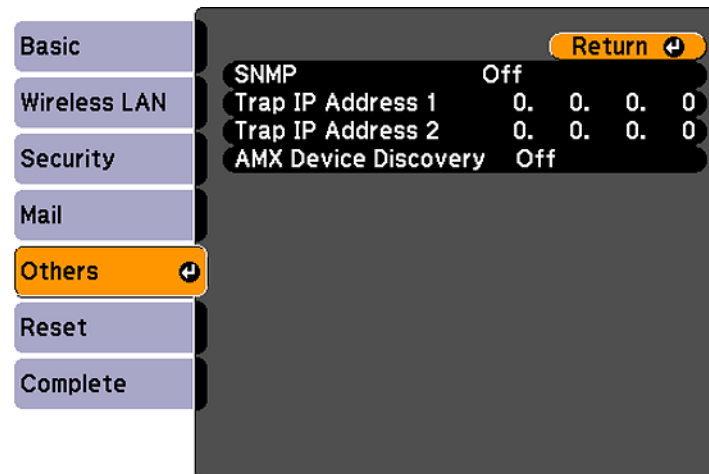 Basic
Wireless LAN
Security
Mail
Others
Reset
Complete
Return
SNMP Off
Trap IP Address 1 0. 0. 0. 0
Trap IP Address 2 0. 0. 0. 0
AMX Device Discovery Off